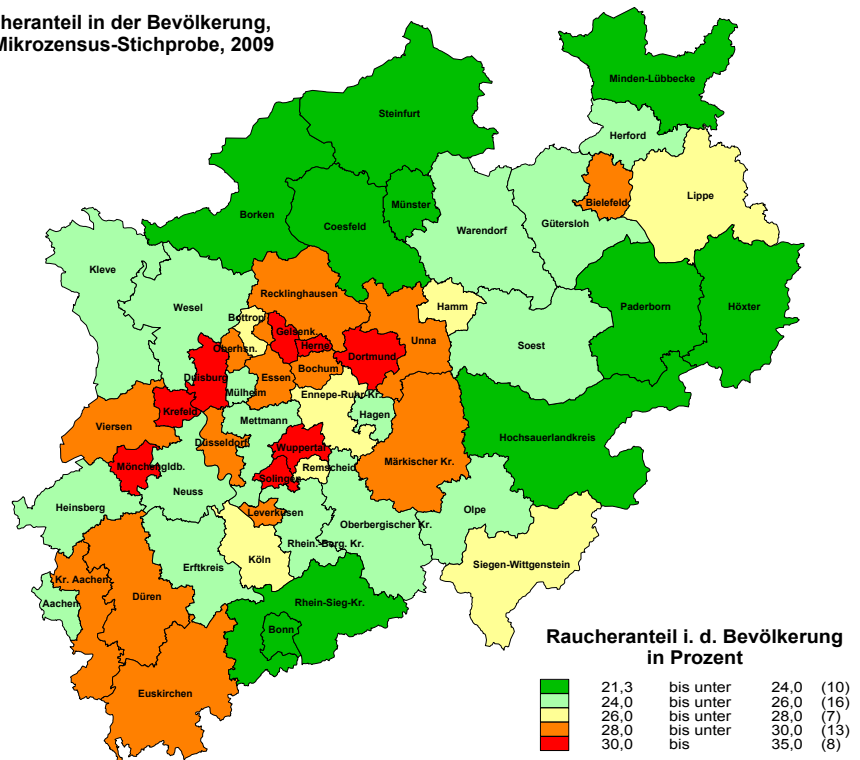 heranteil in der Bevölkerung,
Mikrozensus-Stichprobe, 2009
Minden-Lübbecke
Steinfurt
Herford
Lippe
Bielefeld
Münster
Borken
Coesfeld
Warendorf
Gütersloh
Kleve
Recklinghausen
Wesel
Hamm
Paderborn
Höxter
Bottrop
Gelsenk.
Unna
Soest
Oberhsn.
Herne
Dortmund
Bochum
Duisburg
Essen
Mülheim
Ennepe-Ruhr-Kr.
Krefeld
Hagen
Mettmann
Viersen
Düsseldorf
Hochsauerlandkreis
Wuppertal
Märkischer Kr.
Mönchengldb.
Remscheid
Solingen
Neuss
Heinsberg
Leverkusen
Olpe
Oberbergischer Kr.
Rhein.-Berg. Kr.
Köln
Siegen-Wittgenstein
Erftkreis
Kr. Aachen
Düren
Aachen
Rhein-Sieg-Kr.
Bonn
Euskirchen
Raucheranteil i. d. Bevölkerung
in Prozent
21,3 bis unter 24,0 (10)
24,0 bis unter 26,0 (16)
26,0 bis unter 28,0 (7)
28,0 bis unter 30,0 (13)
30,0 bis 35,0 (8)